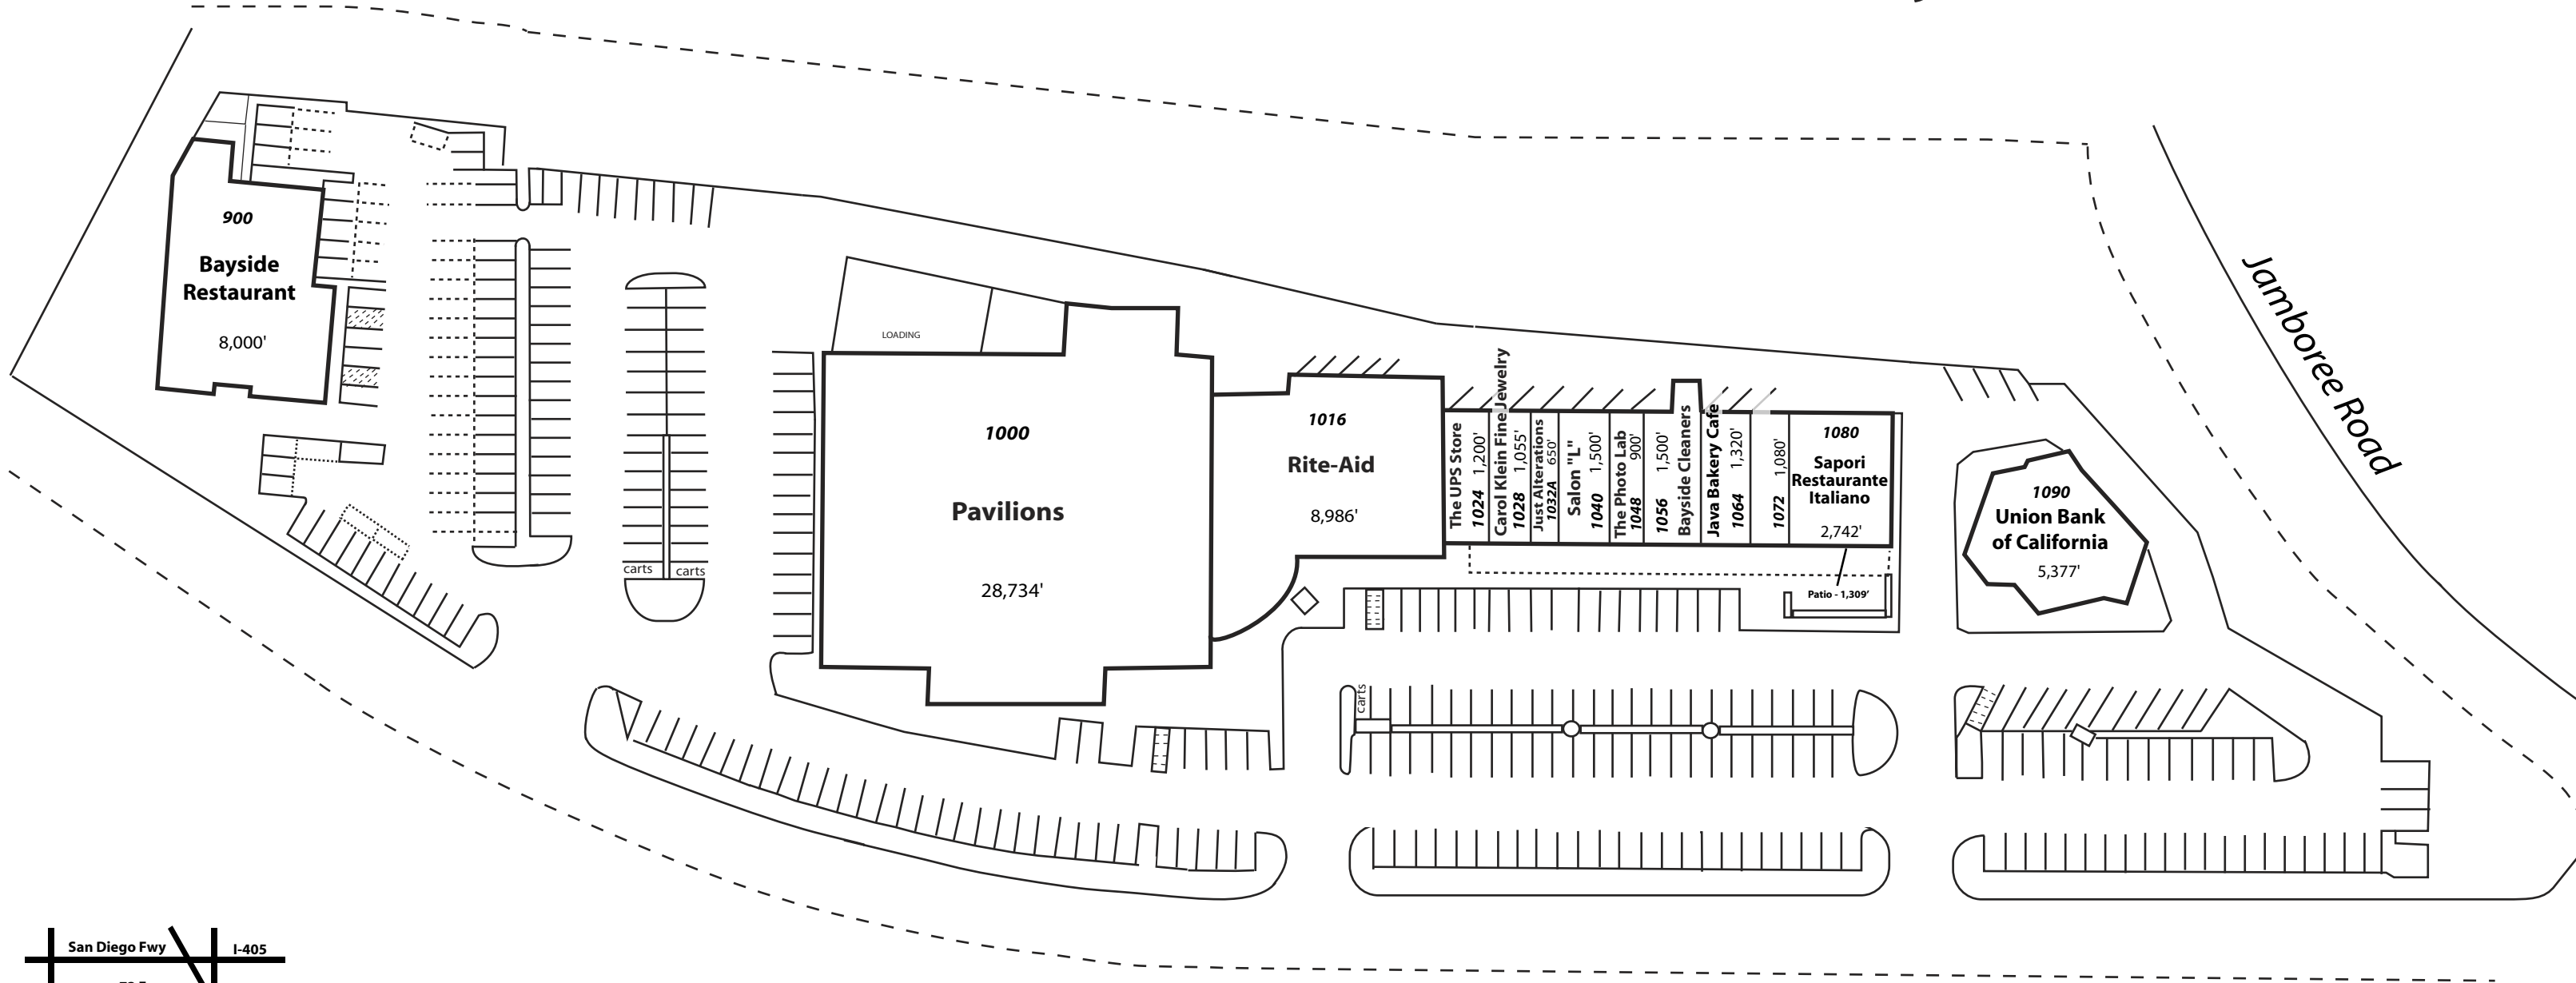 900
Bayside
Restaurant
8,000'
LOADING
carts
carts
1000
Pavilions
28,734'
1016
Rite-Aid
8,986'
The UPS Store
1024 1,200'
Carol Klein Fine Jewelry
1028 1,055'
Just Alterations
1032A 650'
Salon "L"
1040 1,500'
The Photo Lab
1048 900'
1056 1,500'
Bayside Cleaners
Java Bakery Cafe
1064 1,320'
1072 1,080'
1080
Sapori
Restaurante
Italiano
2,742'
Patio - 1,309'
carts
1090
Union Bank
of California
5,377'
Jamboree Road
San Diego Fwy
I-405